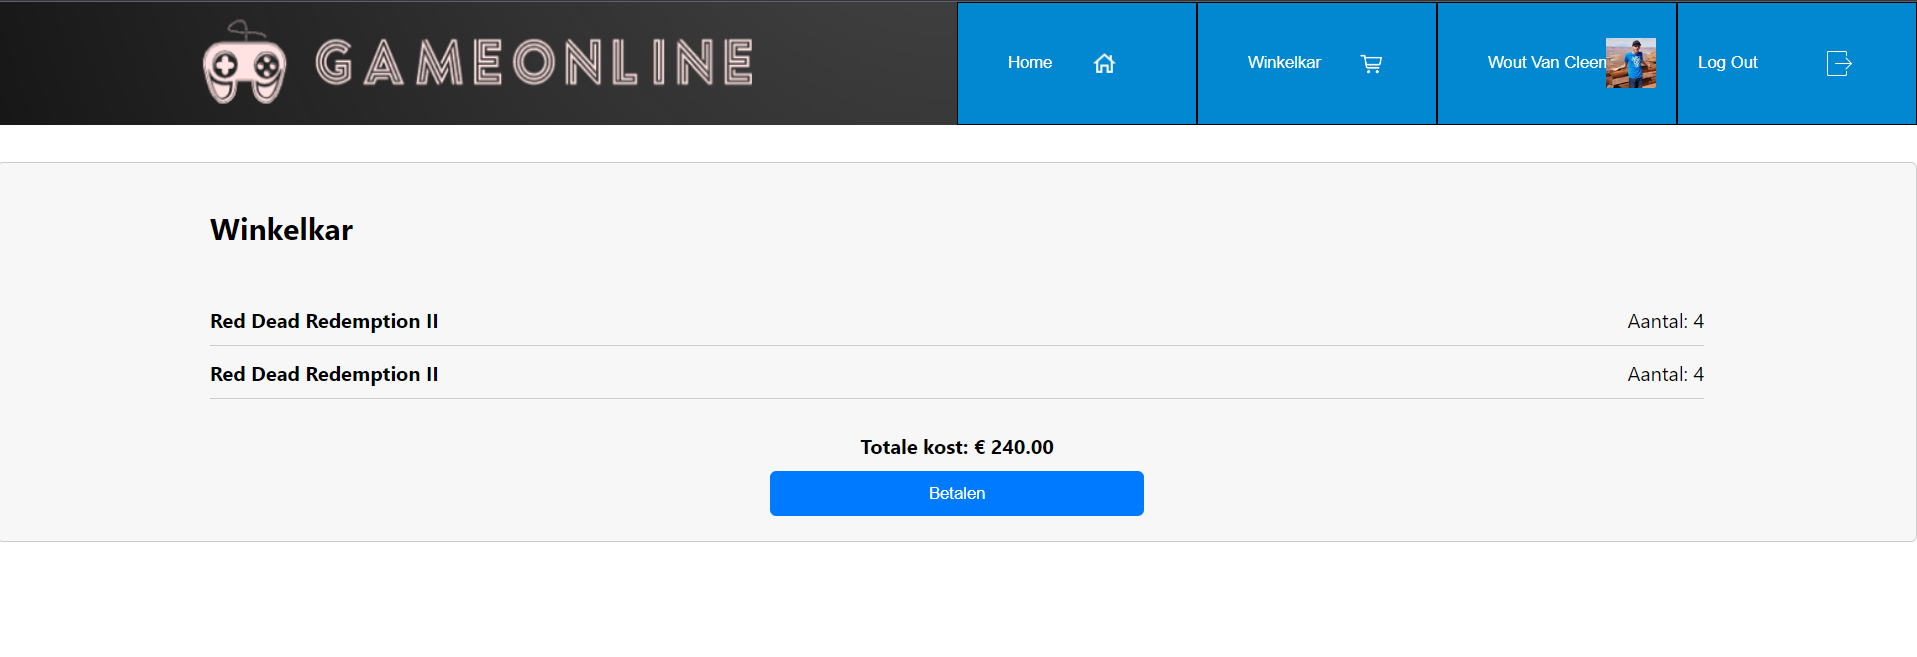 GAMEONLINE
Home
Winkelkar
Wout Van Cleem
Log Out
Winkelkar
Red Dead Redemption II
Aantal: 4
Red Dead Redemption II
Aantal: 4
Totale kost: € 240.00
Betalen